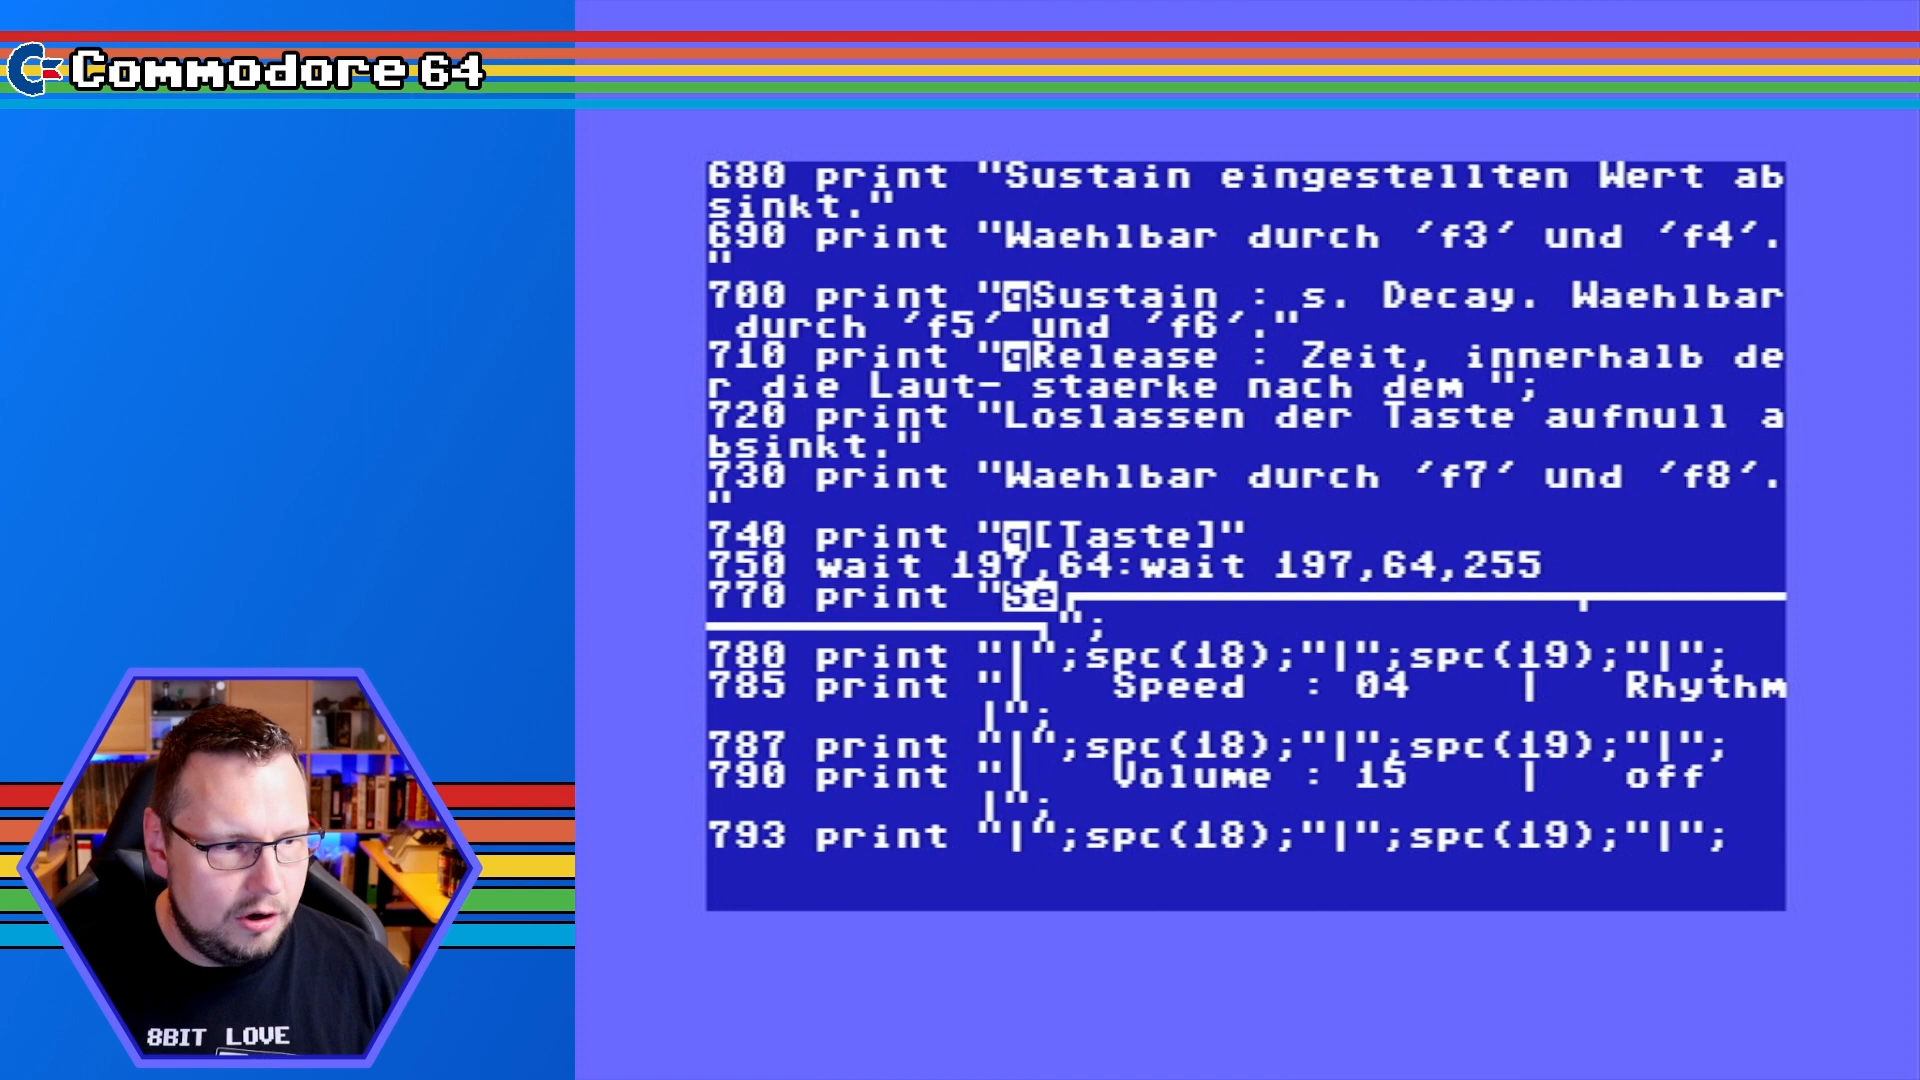 Commodore 64
680 print "Sustain eingestellten Wert ab
sinkt."
690 print "Waehlbar durch 'f3' und 'f4'.
"
700 print "qSustain : s. Decay. Waehlbar
 durch 'f5' und 'f6'."
710 print "qRelease : Zeit, innerhalb de
r die Laut- staerke nach dem ";
720 print "Loslassen der Taste aufnull a
bsinkt."
730 print "Waehlbar durch 'f7' und 'f8'.
"
740 print "q[Taste]"
750 wait 197,64:wait 197,64,255
770 print "Se
";
780 print "|";spc(18);"|";spc(19);"|";
785 print "|   Speed  : 04    |   Rhythm
|";
787 print "|";spc(18);"|";spc(19);"|";
790 print "|   Volume : 15    |   off
|";
793 print "|";spc(18);"|";spc(19);"|";
8BIT LOVE